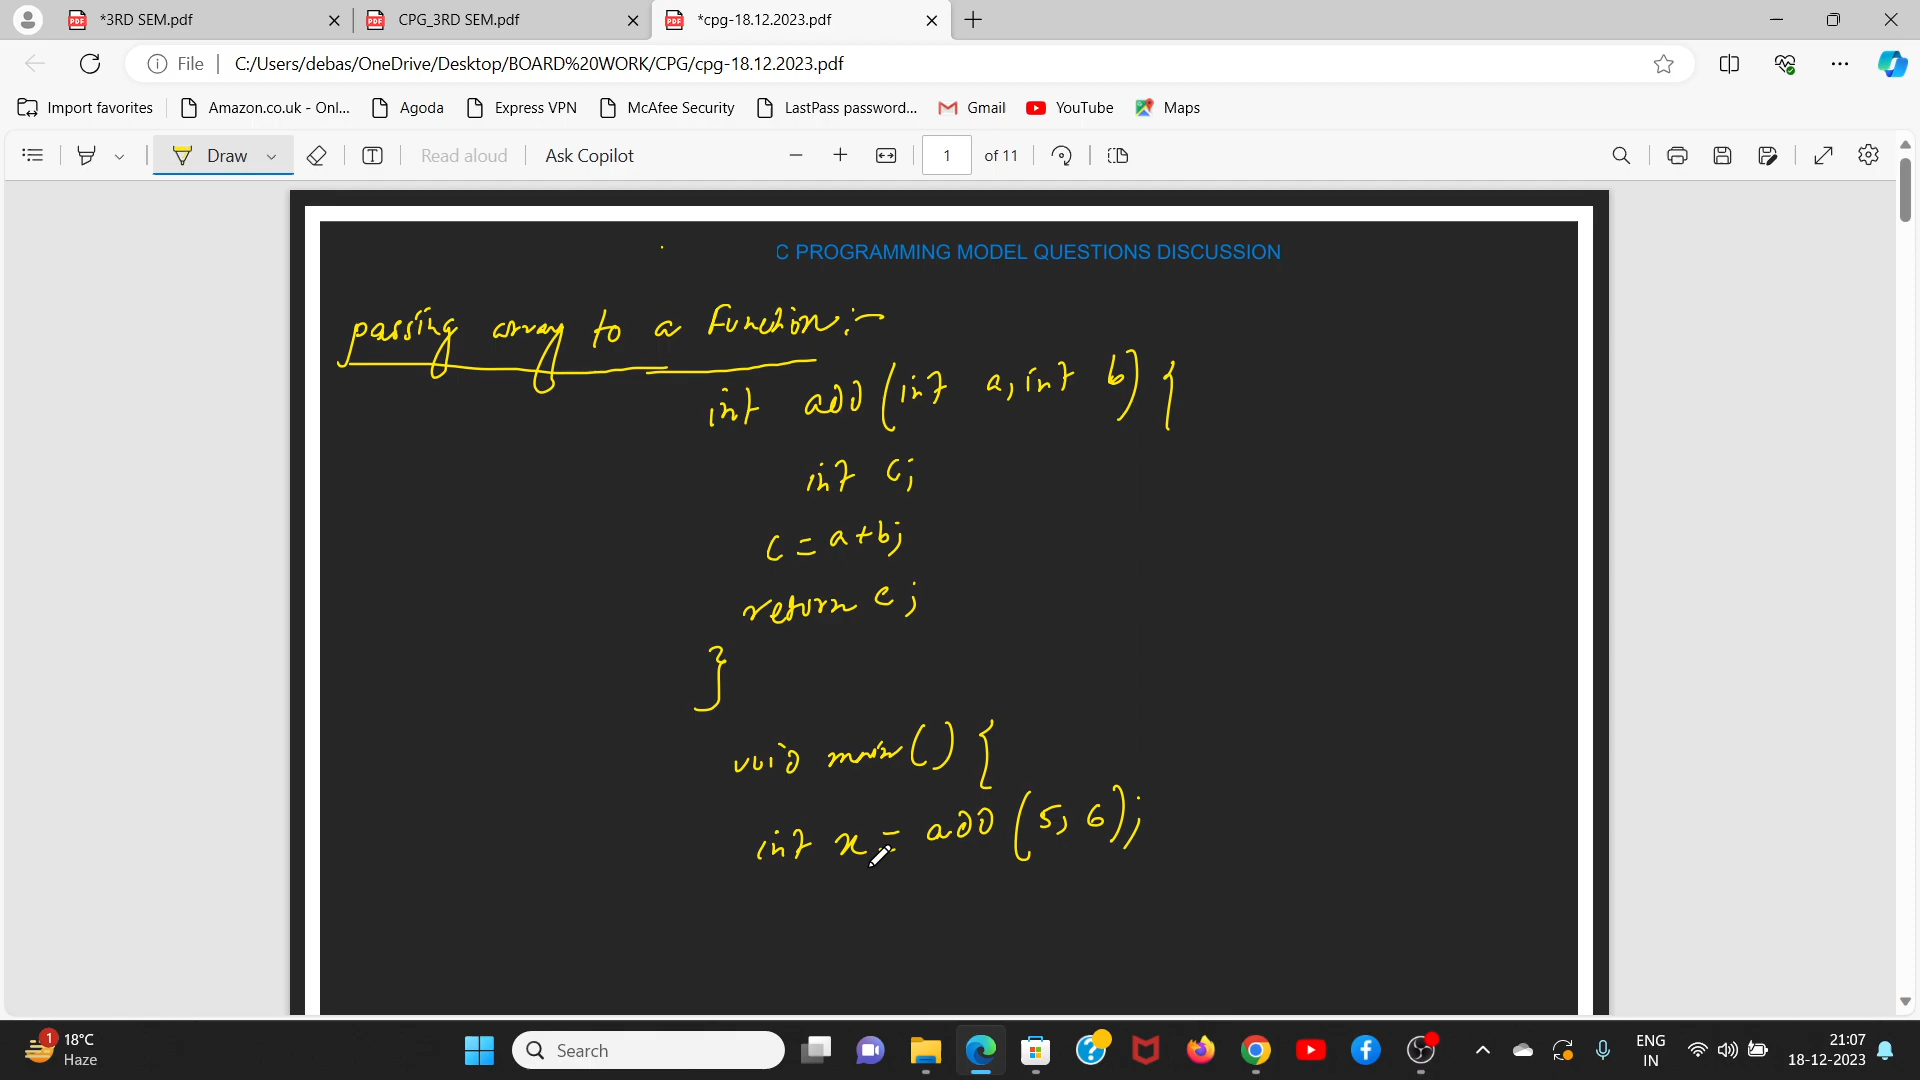 *3RD SEM.pdf
CPG_3RD SEM.pdf
*cpg-18.12.2023.pdf
File
C:/Users/debas/OneDrive/Desktop/BOARD%20WORK/CPG/cpg-18.12.2023.pdf
Import favorites
Amazon.co.uk - Onl...
Agoda
Express VPN
McAfee Security
LastPass password...
Gmail
YouTube
Maps
Draw
Read aloud
Ask Copilot
1 of 11
C PROGRAMMING MODEL QUESTIONS DISCUSSION
passing array to a function:-
int add (int a, int b) {
int c;
c = a+b;
return c;
}
void main() {
int x = add (5, 6);
1
18°C
Haze
Search
ENG
IN
21:07
18-12-2023